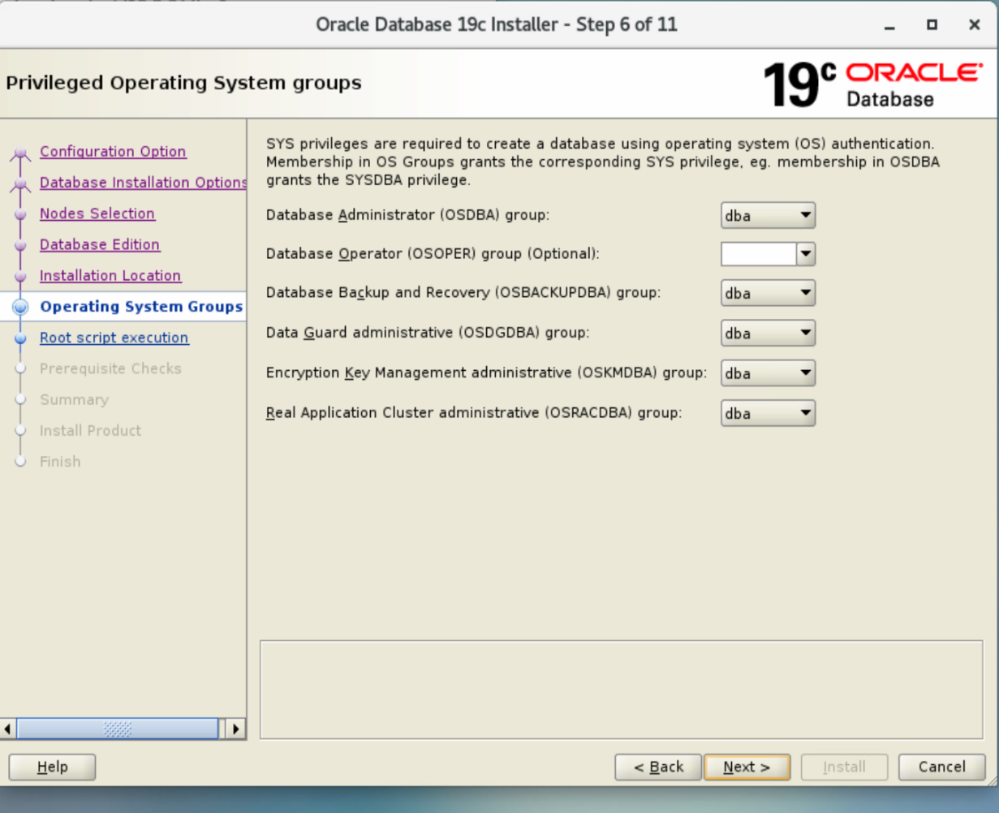 Oracle Database 19c Installer - Step 6 of 11
Privileged Operating System groups
19c ORACLE
Database
Configuration Option
Database Installation Options
Nodes Selection
Database Edition
Installation Location
Operating System Groups
Root script execution
Prerequisite Checks
Summary
Install Product
Finish
SYS privileges are required to create a database using operating system (OS) authentication.
Membership in OS Groups grants the corresponding SYS privilege, eg. membership in OSDBA
grants the SYSDBA privilege.
Database Administrator (OSDBA) group: dba
Database Operator (OSOPER) group (Optional):
Database Backup and Recovery (OSBACKUPDBA) group: dba
Data Guard administrative (OSDGDBA) group: dba
Encryption Key Management administrative (OSKMDBA) group: dba
Real Application Cluster administrative (OSRACDBA) group: dba
Help
< Back
Next >
Install
Cancel